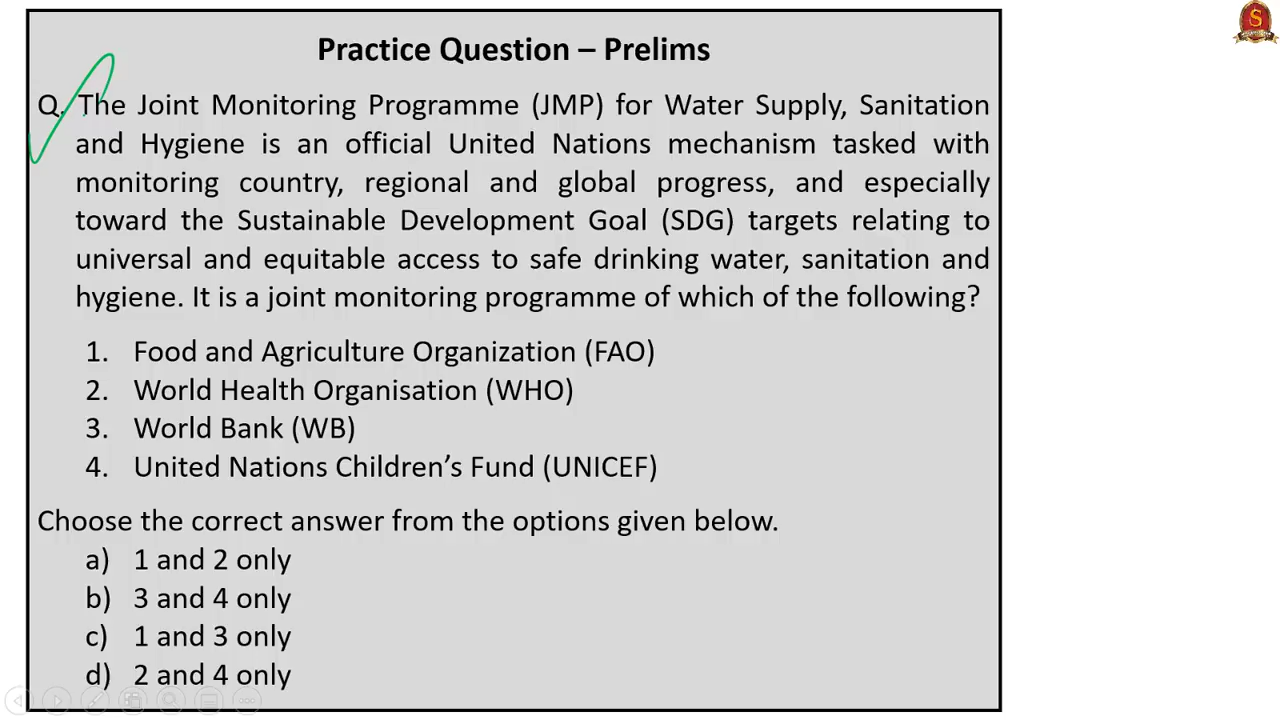 Practice Question – Prelims
Q. The Joint Monitoring Programme (JMP) for Water Supply, Sanitation
and Hygiene is an official United Nations mechanism tasked with
monitoring country, regional and global progress, and especially
toward the Sustainable Development Goal (SDG) targets relating to
universal and equitable access to safe drinking water, sanitation and
hygiene. It is a joint monitoring programme of which of the following?
1. Food and Agriculture Organization (FAO)
2. World Health Organisation (WHO)
3. World Bank (WB)
4. United Nations Children’s Fund (UNICEF)
Choose the correct answer from the options given below.
a) 1 and 2 only
b) 3 and 4 only
c) 1 and 3 only
d) 2 and 4 only
S